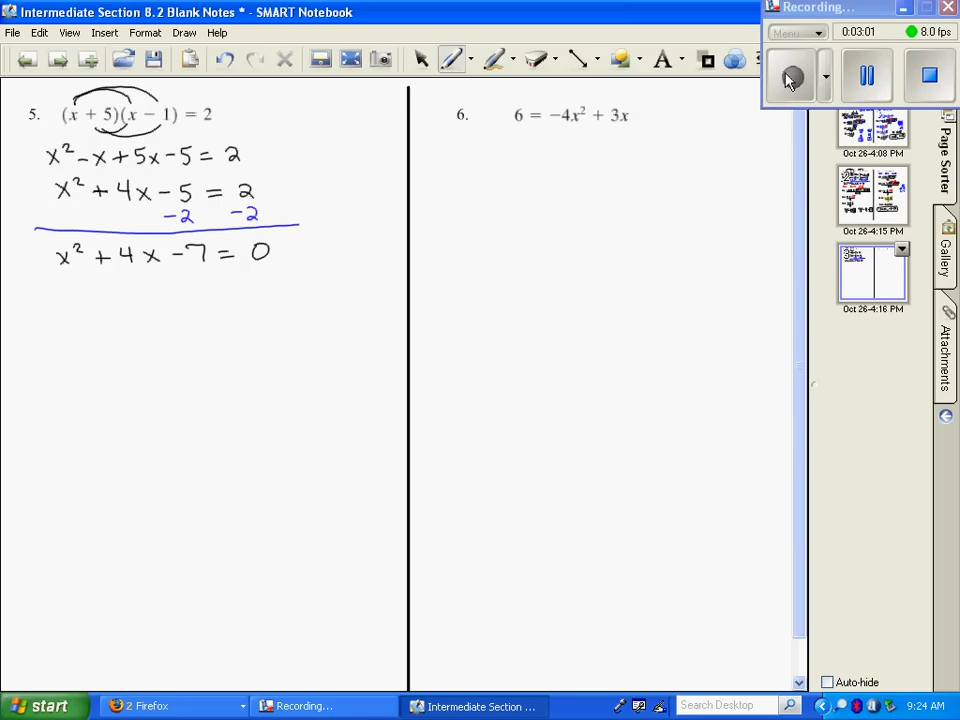 Intermediate Section 8.2 Blank Notes * - SMART Notebook
Recording...
File Edit View Insert Format Draw Help
Menu
0:03:01
8.0 fps
5. (x + 5)(x − 1) = 2
x² - x + 5x - 5 = 2
x² + 4x - 5 = 2
-2 -2
x² + 4x - 7 = 0
6. 6 = −4x² + 3x
Oct 26-4:08 PM
Oct 26-4:15 PM
Oct 26-4:16 PM
Page Sorter
Gallery
Attachments
Auto-hide
start
2 Firefox
Recording...
Intermediate Section ...
Search Desktop
9:24 AM